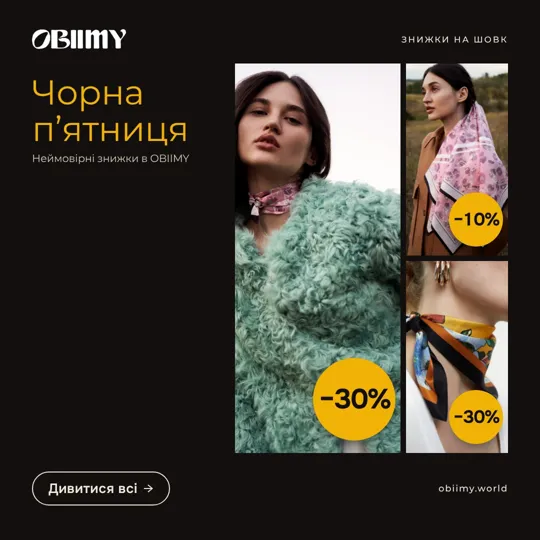 OBIIMY
ЗНИЖКИ НА ШОВК
Чорна
п’ятниця
Неймовірні знижки в OBIIMY
-10%
-30%
-30%
Дивитися всі →
obiimy.world